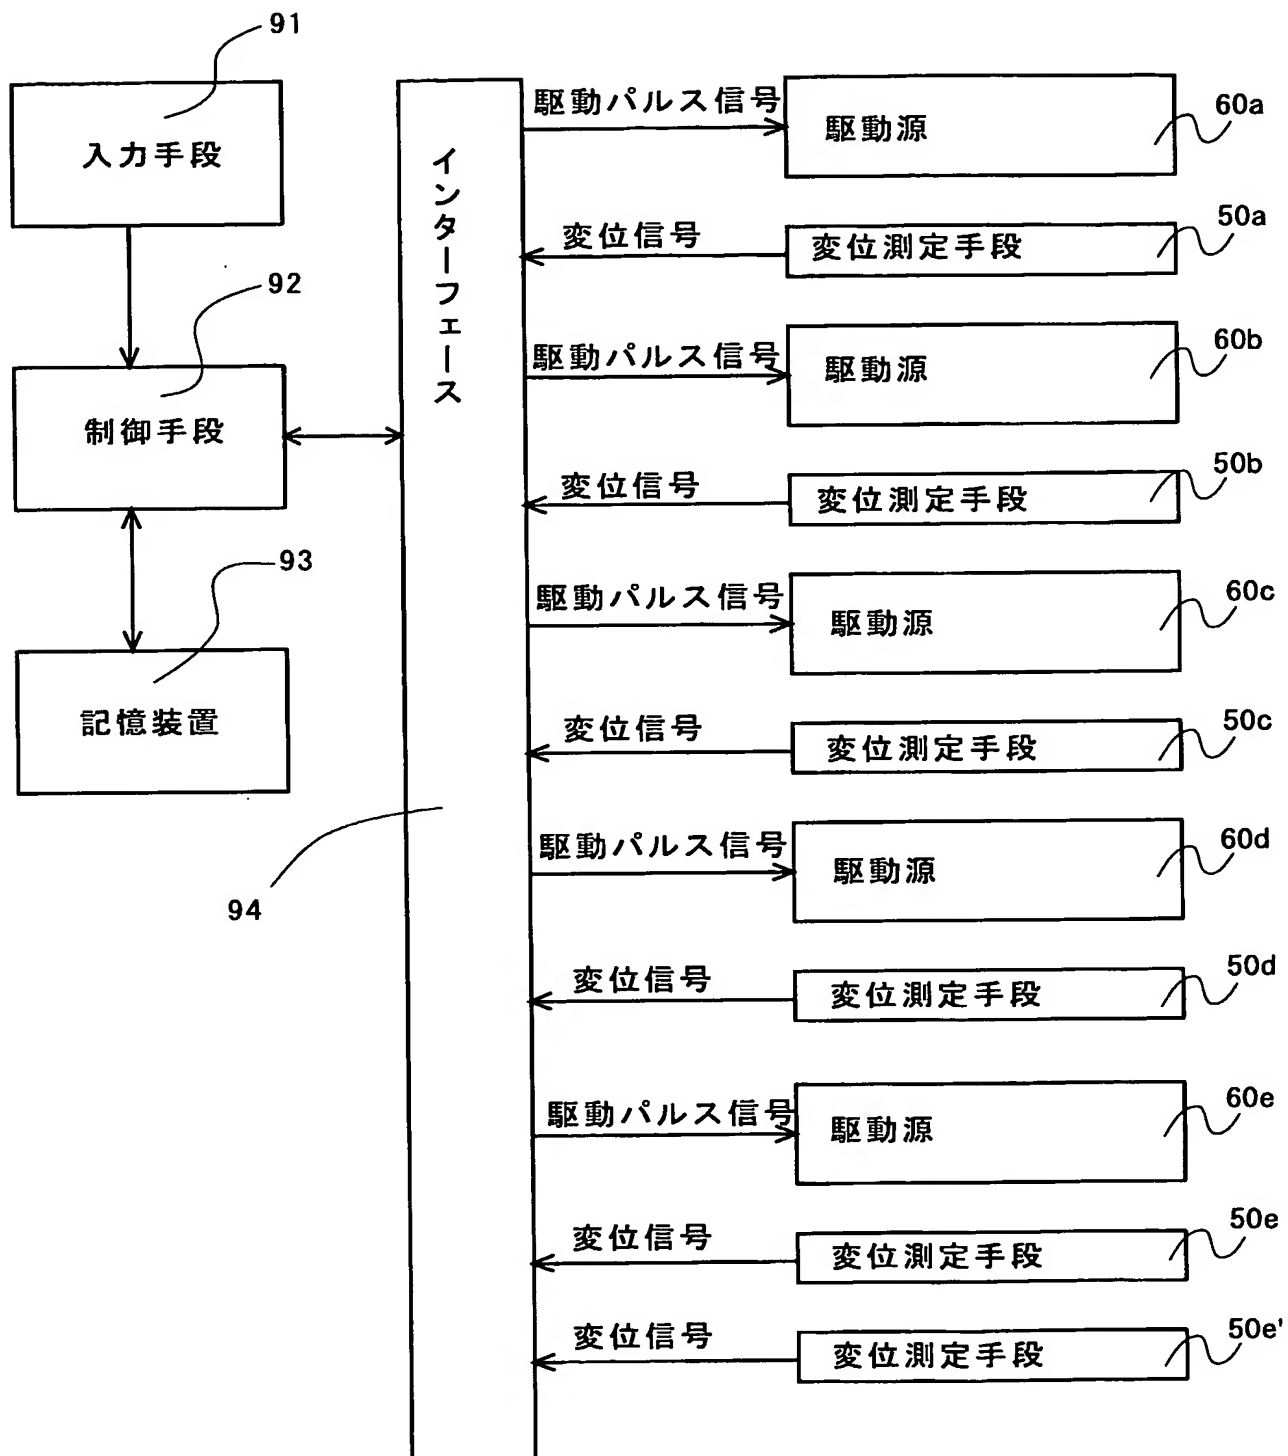 91
入力手段
92
制御手段
93
記憶装置
94
インターフェース
駆動パルス信号
駆動源
60a
変位信号
変位測定手段
50a
駆動パルス信号
駆動源
60b
変位信号
変位測定手段
50b
駆動パルス信号
駆動源
60c
変位信号
変位測定手段
50c
駆動パルス信号
駆動源
60d
変位信号
変位測定手段
50d
駆動パルス信号
駆動源
60e
変位信号
変位測定手段
50e
変位信号
変位測定手段
50e'